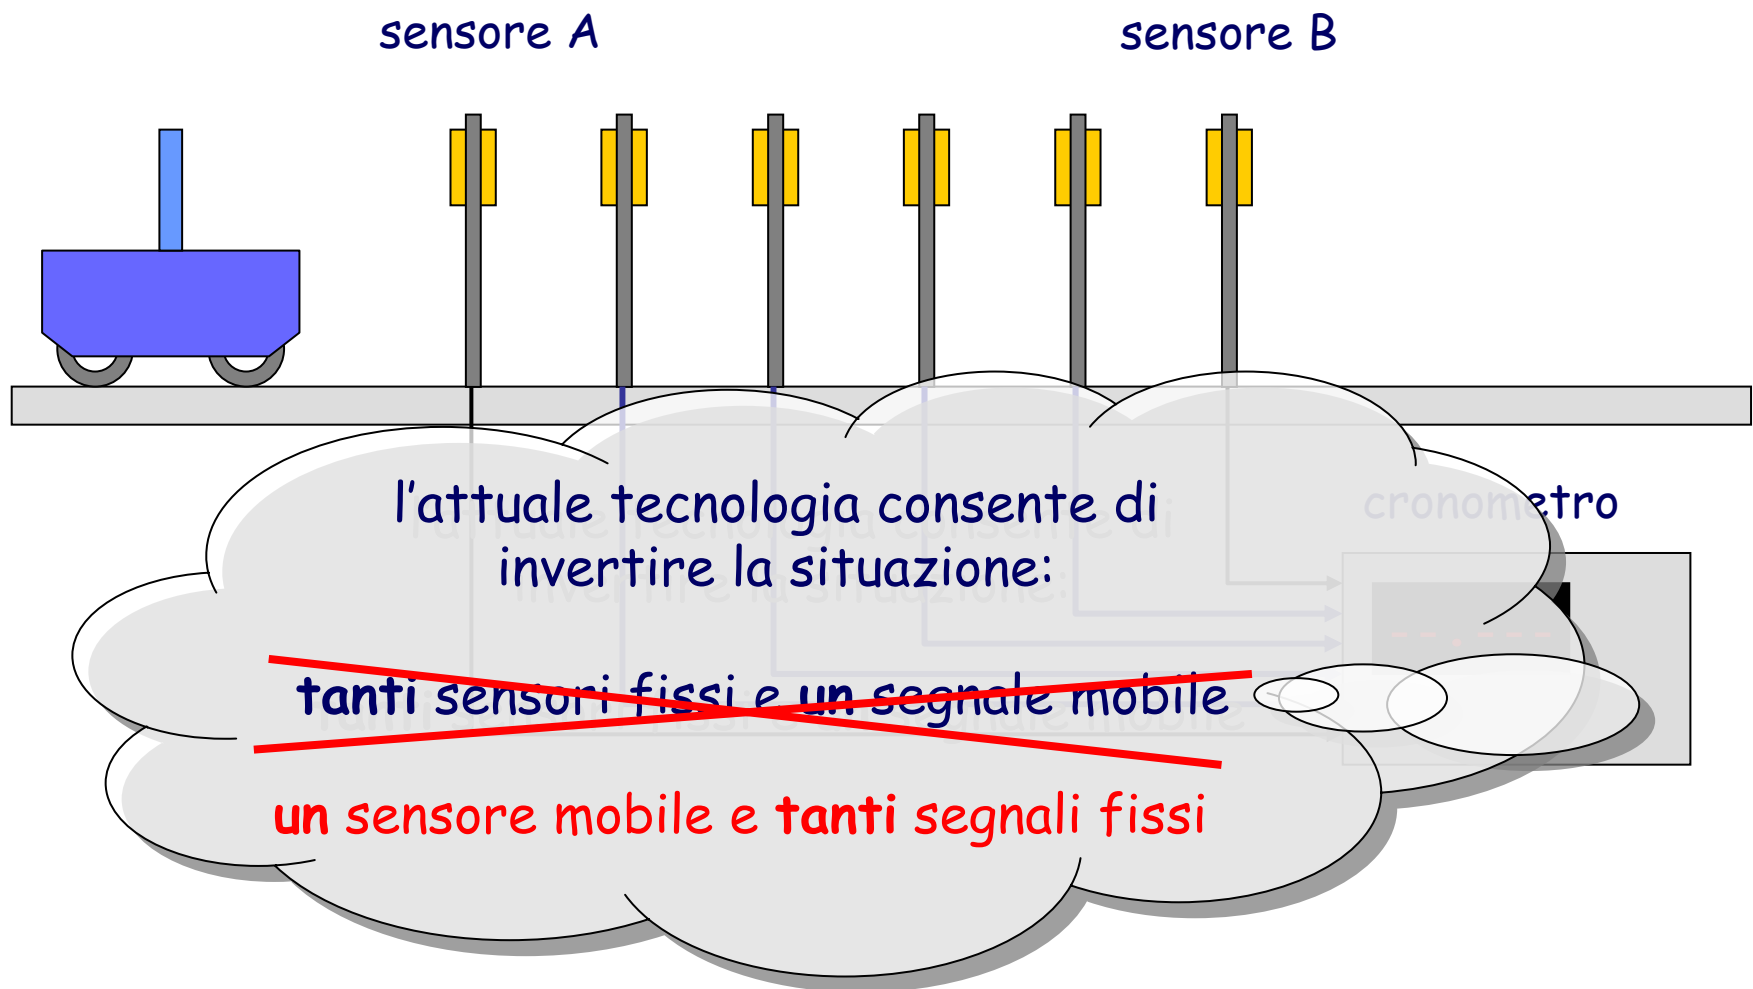 sensore A
sensore B
l'attuale tecnologia consente di
invertire la situazione:
cronometro
tanti sensori fissi e un segnale mobile
un sensore mobile e tanti segnali fissi